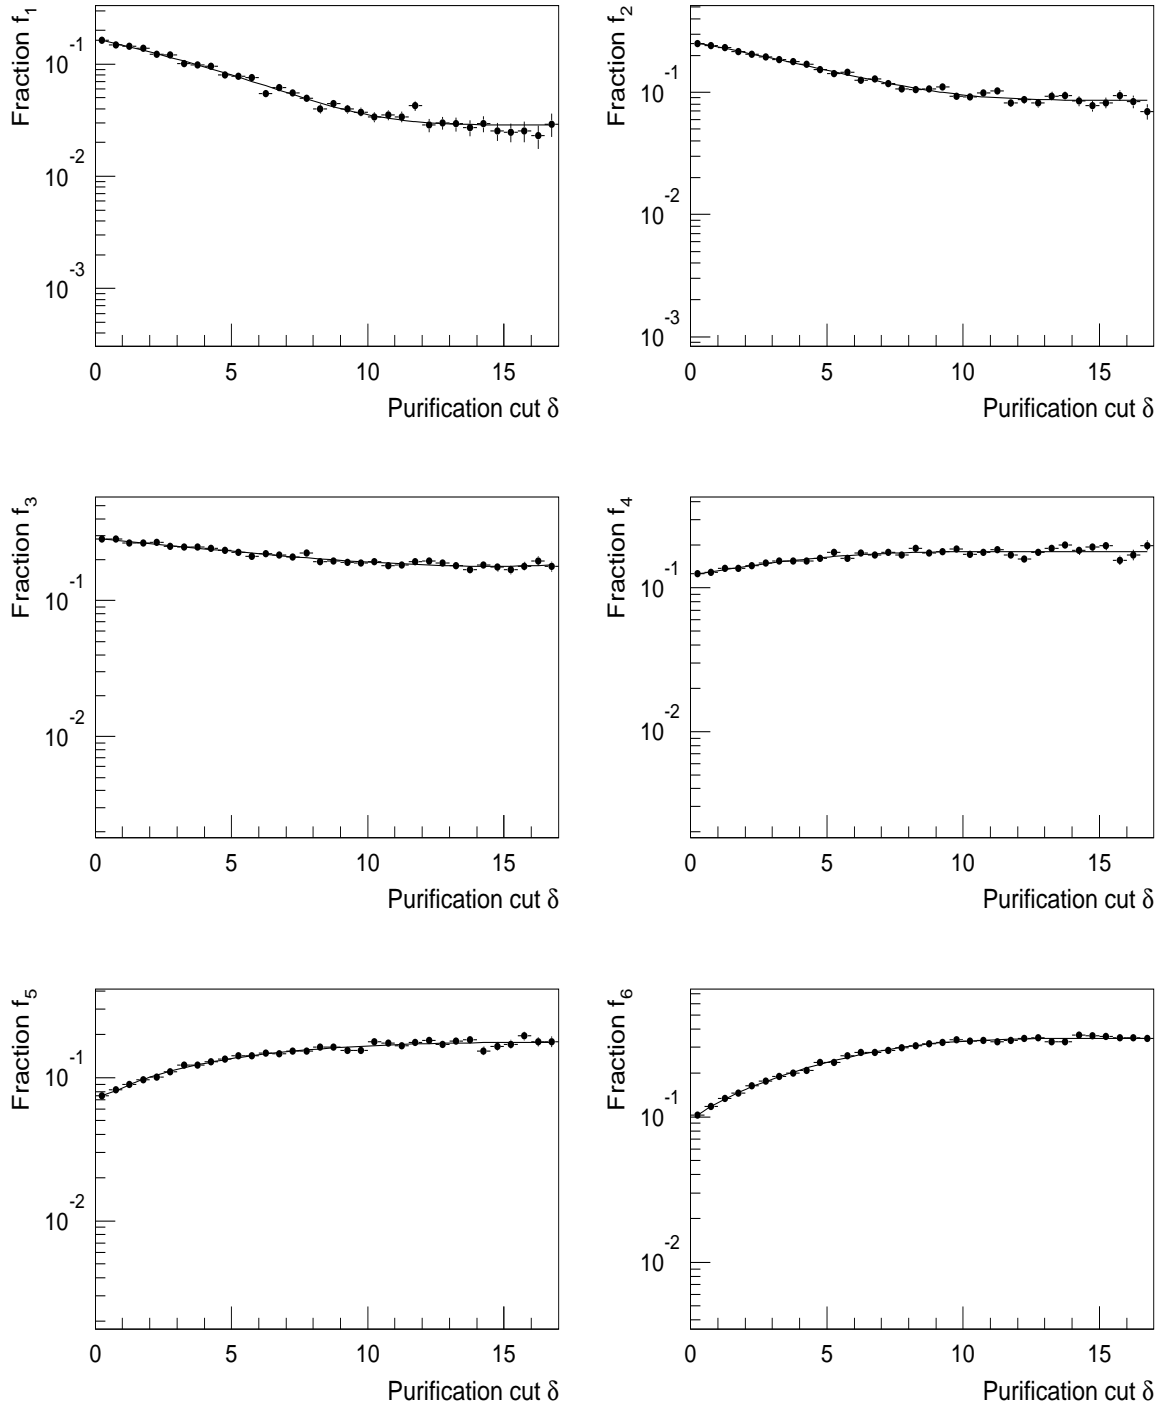 Fraction f₁
10⁻¹
10⁻²
10⁻³
0 5 10 15
Purification cut δ
Fraction f₂
10⁻¹
10⁻²
10⁻³
0 5 10 15
Purification cut δ
Fraction f₃
10⁻¹
10⁻²
0 5 10 15
Purification cut δ
Fraction f₄
10⁻¹
10⁻²
0 5 10 15
Purification cut δ
Fraction f₅
10⁻¹
10⁻²
0 5 10 15
Purification cut δ
Fraction f₆
10⁻¹
10⁻²
0 5 10 15
Purification cut δ